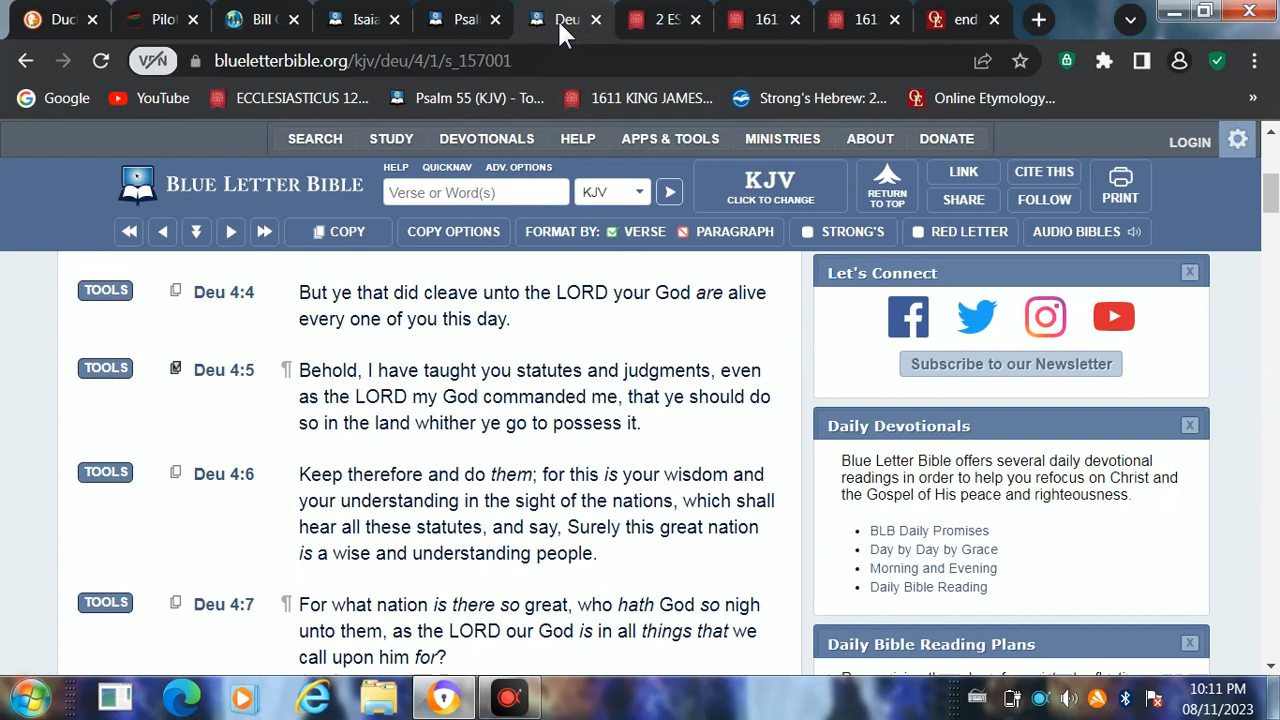 Duc
Pilot
Bill C
Isaia
Psal
Deu
2 ES
161
161
end
VPN
blueletterbible.org/kjv/deu/4/1/s_157001
Google
YouTube
ECCLESIASTICUS 12...
Psalm 55 (KJV) - To...
1611 KING JAMES...
Strong's Hebrew: 2...
Online Etymology...
»
SEARCH
STUDY
DEVOTIONALS
HELP
APPS & TOOLS
MINISTRIES
ABOUT
DONATE
LOGIN
BLUE LETTER BIBLE
HELP
QUICKNAV
ADV. OPTIONS
Verse or Word(s)
KJV
KJV
CLICK TO CHANGE
RETURN
TO TOP
LINK
CITE THIS
SHARE
FOLLOW
PRINT
COPY
COPY OPTIONS
FORMAT BY:
VERSE
PARAGRAPH
STRONG'S
RED LETTER
AUDIO BIBLES
TOOLS
Deu 4:4
But ye that did cleave unto the LORD your God are alive
every one of you this day.
TOOLS
Deu 4:5
¶
Behold, I have taught you statutes and judgments, even
as the LORD my God commanded me, that ye should do
so in the land whither ye go to possess it.
TOOLS
Deu 4:6
Keep therefore and do them; for this is your wisdom and
your understanding in the sight of the nations, which shall
hear all these statutes, and say, Surely this great nation
is a wise and understanding people.
TOOLS
Deu 4:7
¶
For what nation is there so great, who hath God so nigh
unto them, as the LORD our God is in all things that we
call upon him for?
Let's Connect
X
Subscribe to our Newsletter
Daily Devotionals
X
Blue Letter Bible offers several daily devotional
readings in order to help you refocus on Christ and
the Gospel of His peace and righteousness.
• BLB Daily Promises
• Day by Day by Grace
• Morning and Evening
• Daily Bible Reading
Daily Bible Reading Plans
X
10:11 PM
08/11/2023